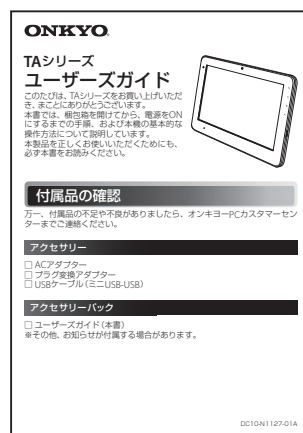 ONKYO
TAシリーズ
ユーザーズガイド
このたびは、TAシリーズをお買い上げいただ
き、まことにありがとうございます。
本書では、梱包箱を開けてから、電源をON
にするまでの手順、および本機の基本的な
操作方法について説明しています。
本製品を正しくお使いいただくためにも、
必ず本書をお読みください。
付属品の確認
万一、付属品の不足や不良がありましたら、オンキヨーPCカスタマーセン
ターまでご連絡ください。
アクセサリー
□ ACアダプター
□ プラグ変換アダプター
□ USBケーブル（ミニUSB-USB）
アクセサリーパック
□ ユーザーズガイド（本書）
※その他、お知らせが付属する場合があります。
DC10-N1127-01A